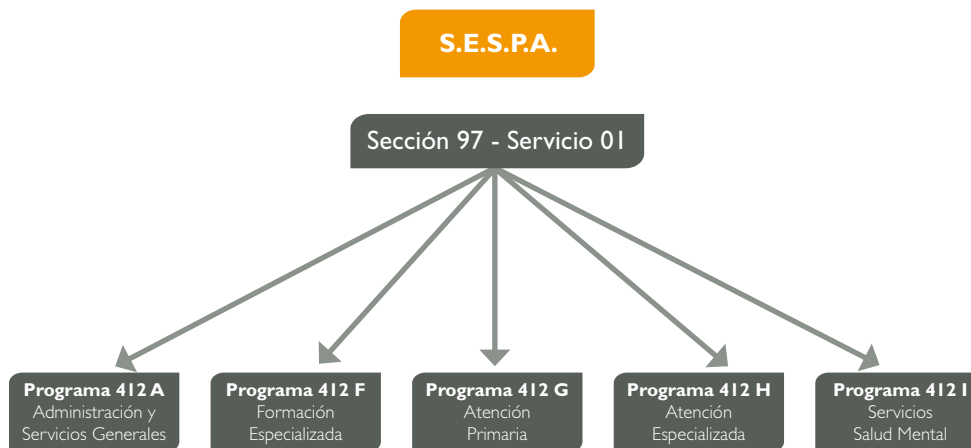 S.E.S.P.A.
Sección 97 - Servicio 01
Programa 412 A
Administración y
Servicios Generales
Programa 412 F
Formación
Especializada
Programa 412 G
Atención
Primaria
Programa 412 H
Atención
Especializada
Programa 412 I
Servicios
Salud Mental